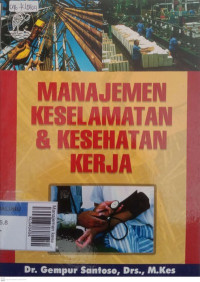 MANAJEMEN
KESELAMATAN
& KESEHATAN
KERJA
Dr. Gempur Santoso, Drs., M.Kes